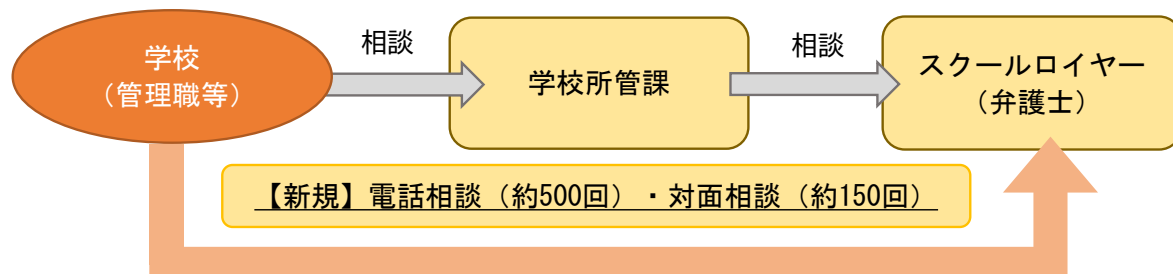 学校
（管理職等）
相談
学校所管課
相談
スクールロイヤー
（弁護士）
【新規】電話相談（約500回）・対面相談（約150回）